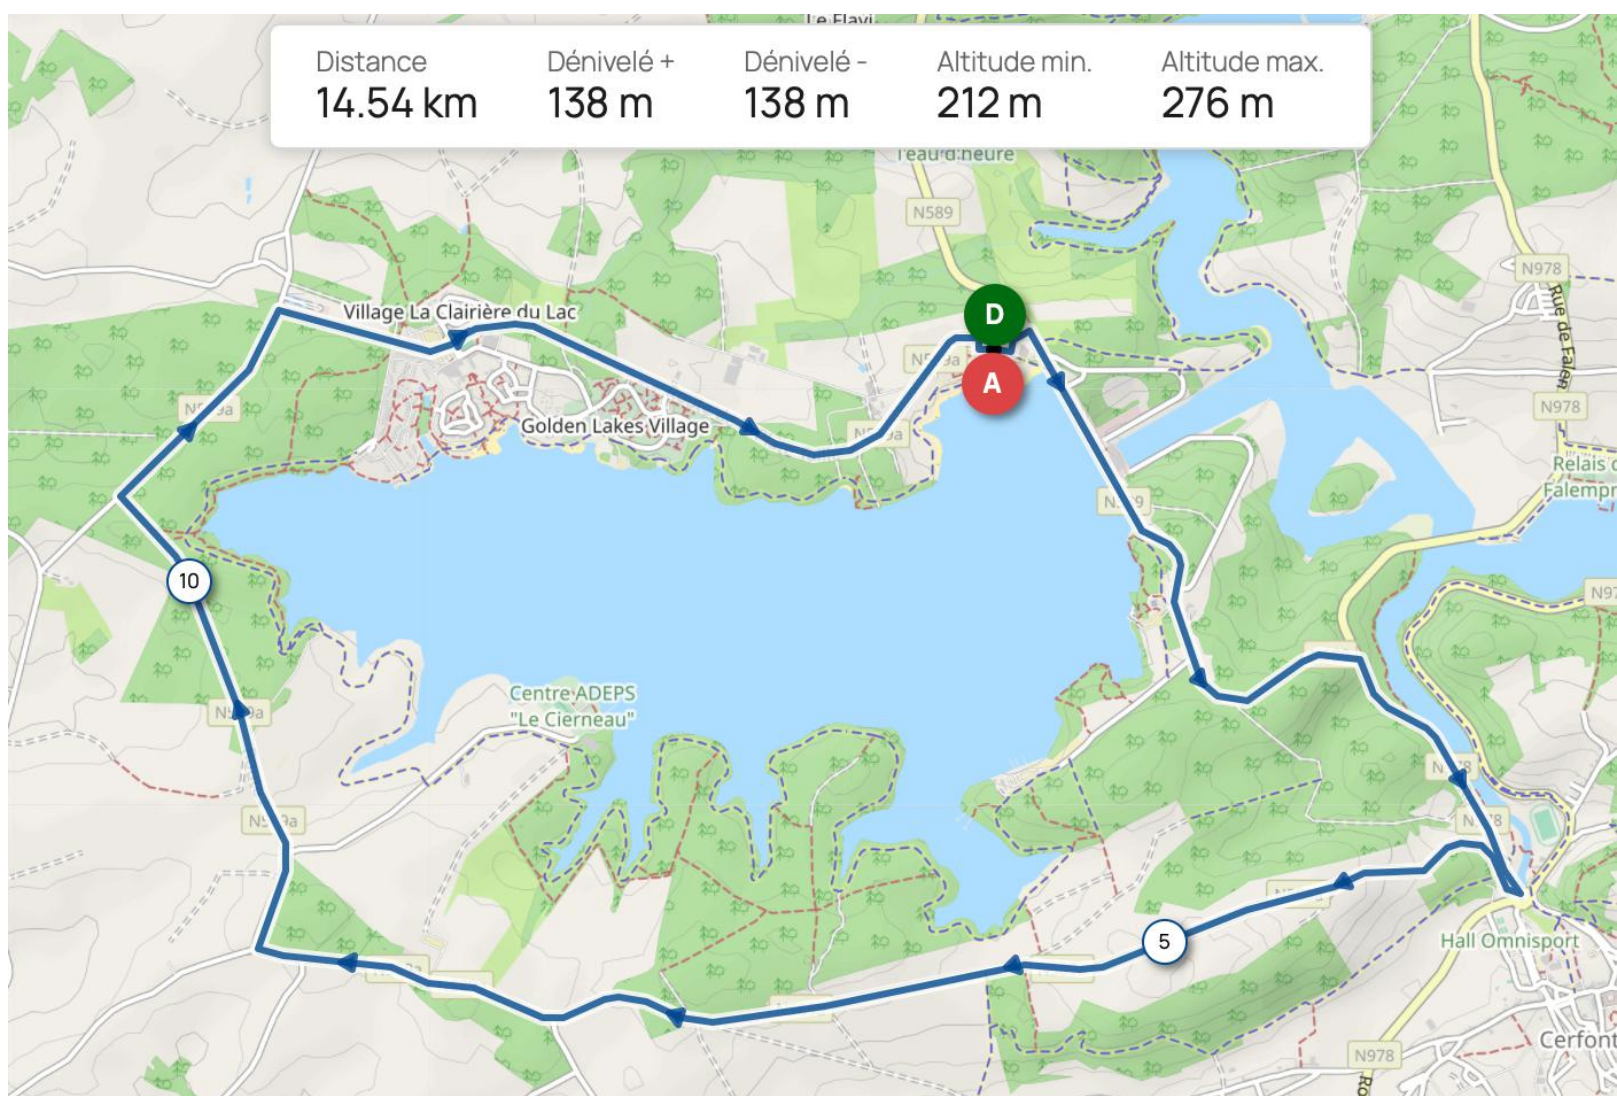 Distance
14.54 km
Dénivelé +
138 m
Dénivelé -
138 m
Altitude min.
212 m
Altitude max.
276 m
l'eau d'heure
N589
N978
Rue de Falen
D
Village La Clairière du Lac
A
N978
Golden Lakes Village
Relais
10
Centre ADEPS
"Le Cierneau"
5
Hall Omnisport
Cerfont
N978